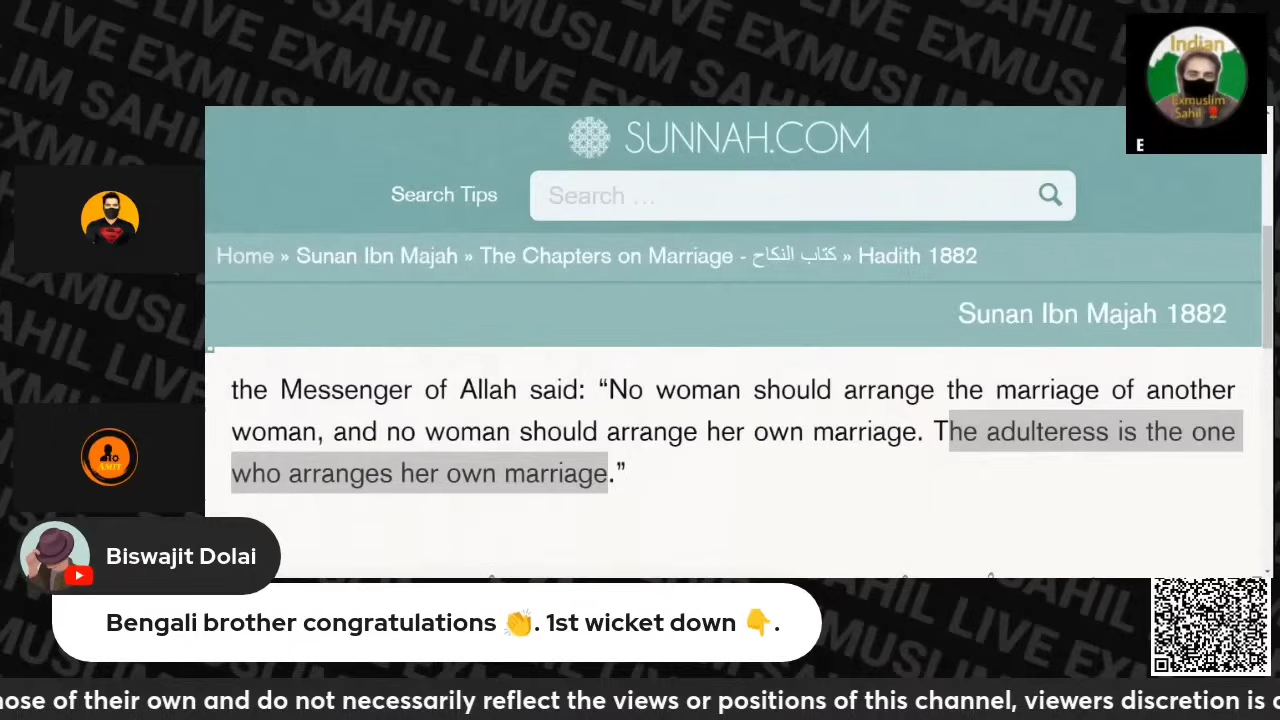 Indian
Exmuslim
Sahil
E
SUNNAH.COM
Search Tips
Search ...
Home » Sunan Ibn Majah » The Chapters on Marriage - كتاب النكاح » Hadith 1882
Sunan Ibn Majah 1882
the Messenger of Allah said: “No woman should arrange the marriage of another
woman, and no woman should arrange her own marriage. The adulteress is the one
who arranges her own marriage.”
AMIT
Biswajit Dolai
Bengali brother congratulations 👏. 1st wicket down 👇.
hose of their own and do not necessarily reflect the views or positions of this channel, viewers discretion is
EXMUSLIM SAHIL LIVE